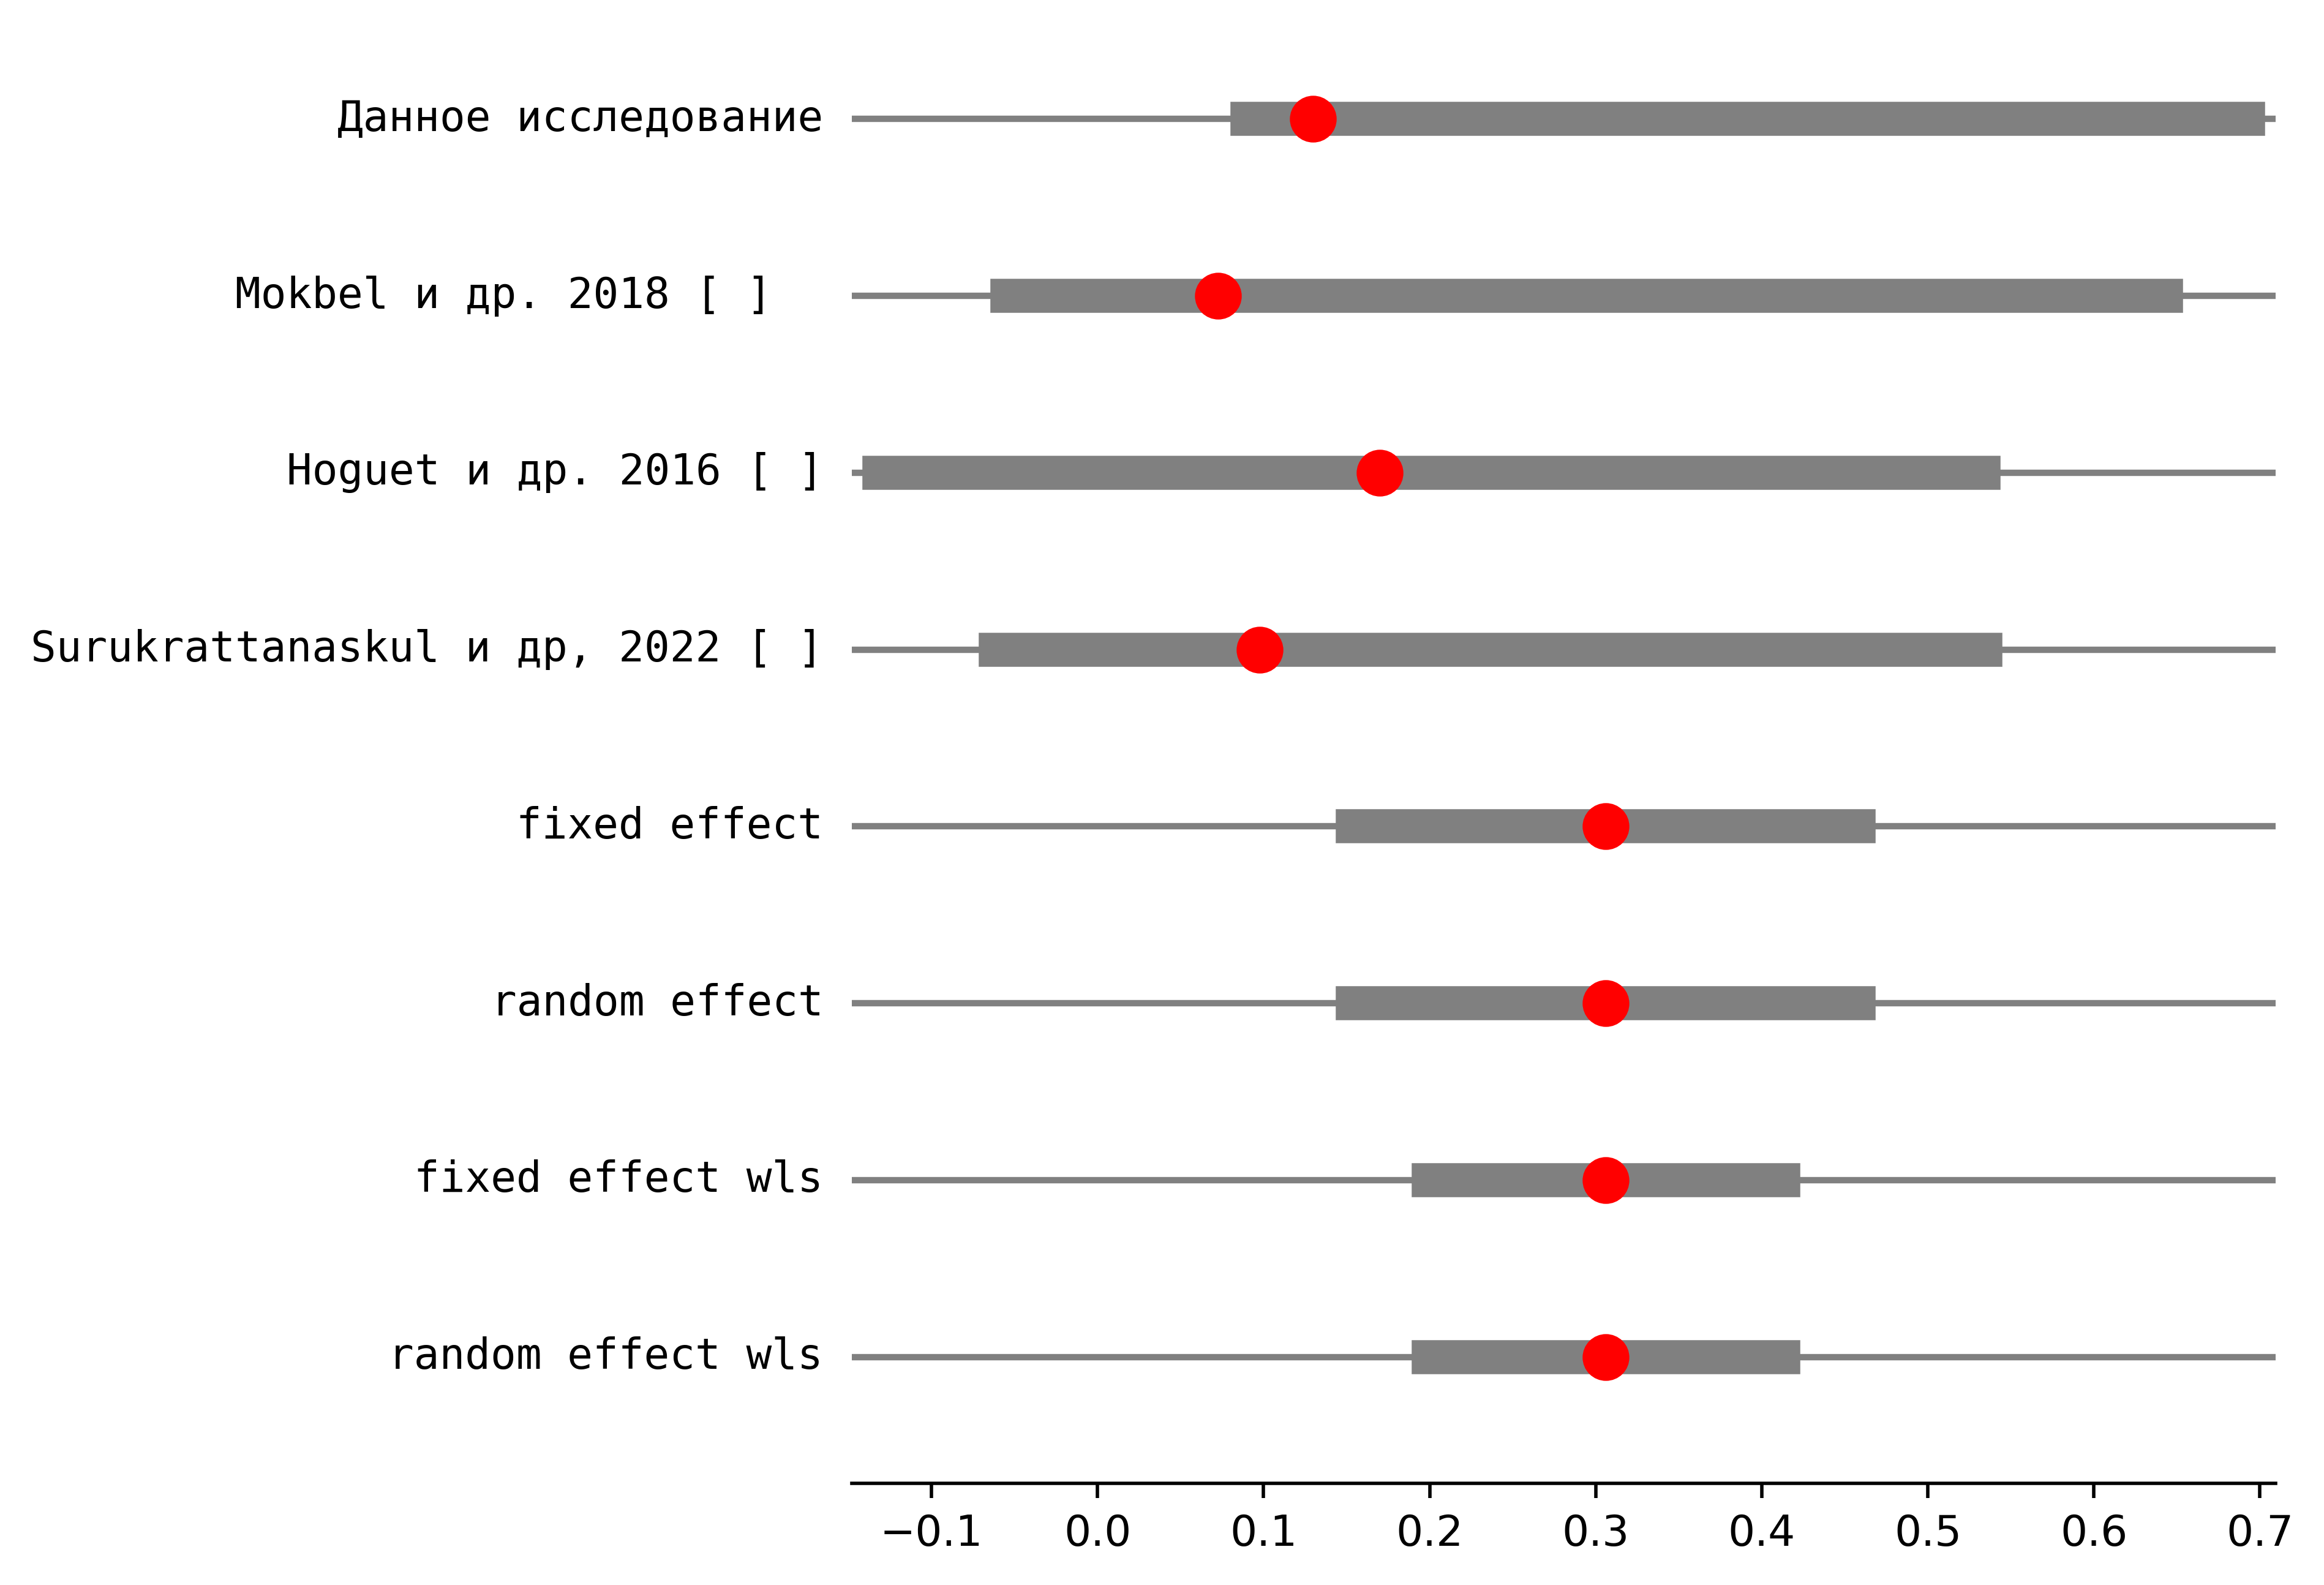 Данное исследование
Mokbel и др. 2018 [ ]
Hoguet и др. 2016 [ ]
Surukrattanaskul и др, 2022 [ ]
fixed effect
random effect
fixed effect wls
random effect wls
−0.1 0.0 0.1 0.2 0.3 0.4 0.5 0.6 0.7